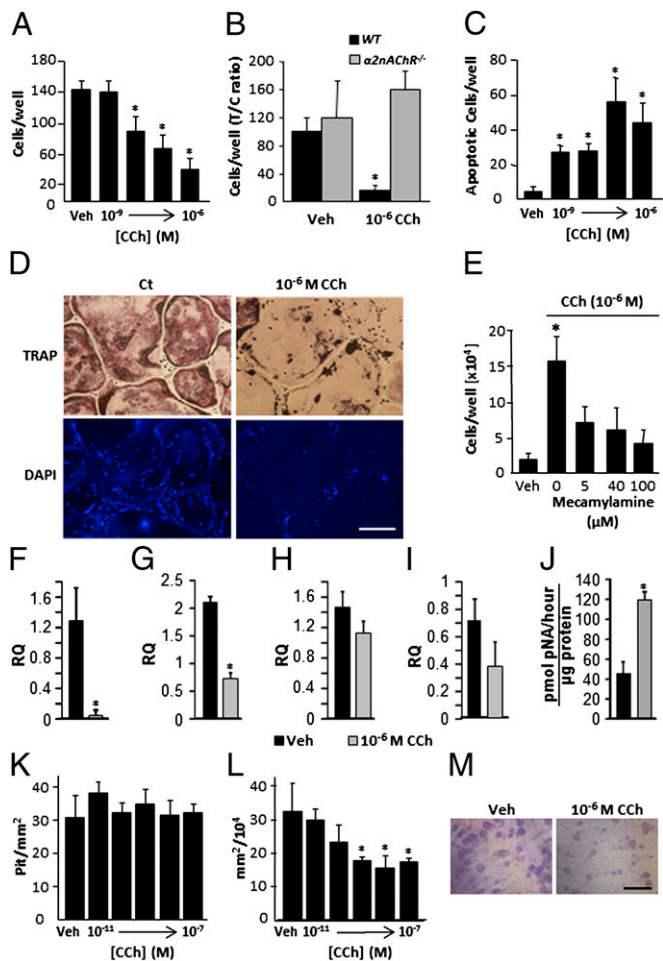 A
Cells/well
180
140
100
60
20
0
Veh 10⁻⁹ → 10⁻⁶
[CCh] (M)
* * *
B
WT
α2nAChR⁻/⁻
Cells/well (T/C ratio)
200
160
120
80
40
0
*
Veh 10⁻⁶ CCh
C
Apoptotic Cells/well
80
60
40
20
0
* * * *
Veh 10⁻⁹ → 10⁻⁶
[CCh] (M)
D
Ct 10⁻⁶ M CCh
TRAP
DAPI
E
CCh (10⁻⁶ M)
Cells/well [x10⁴]
20
15
10
5
0
*
Veh 0 5 40 100
Mecamylamine
(μM)
F
RQ
1.6
1.2
0.8
0.4
0
*
G
RQ
2.5
2
1.5
1
0.5
0
*
H
RQ
1.6
1.2
0.8
0.4
0
I
RQ
1
0.8
0.6
0.4
0.2
0
J
pmol pNA/hour
μg protein
140
120
100
80
60
40
20
0
*
Veh 10⁻⁶ M CCh
K
Pit/mm²
40
30
20
10
0
Veh 10⁻¹¹ → 10⁻⁷
[CCh] (M)
L
mm²/10⁴
40
30
20
10
0
* * *
Veh 10⁻¹¹ → 10⁻⁷
[CCh] (M)
M
Veh 10⁻⁶ M CCh